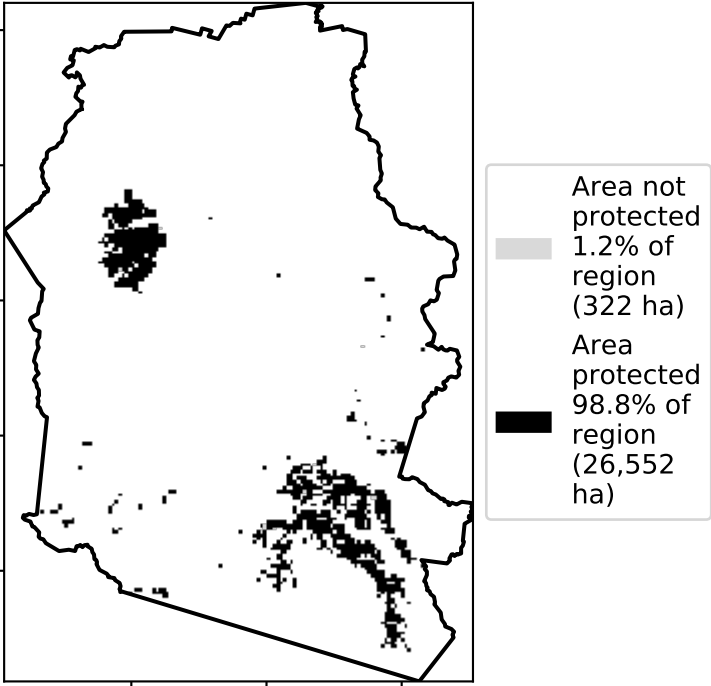 Area not
protected
1.2% of
region
(322 ha)
Area
protected
98.8% of
region
(26,552
ha)